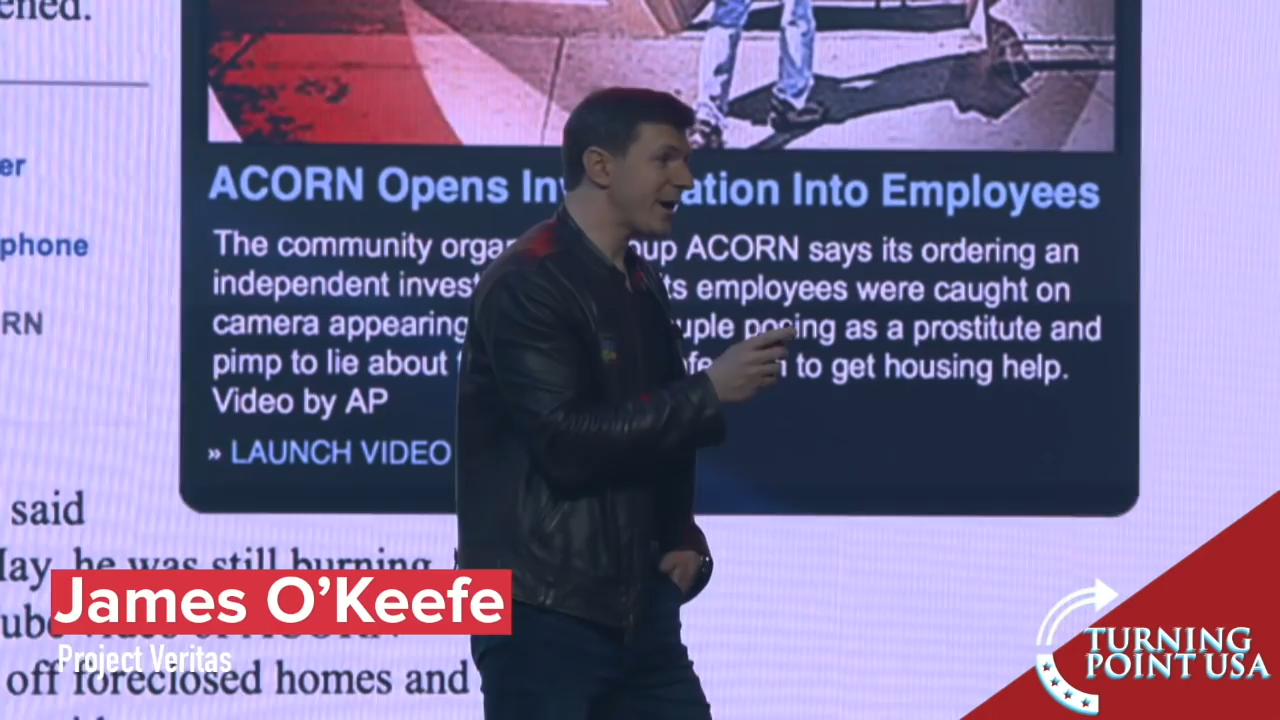 ened.
er
phone
RN
ACORN Opens In ation Into Employees
The community orga up ACORN says its ordering an
independent invest ts employees were caught on
camera appearing uple posing as a prostitute and
pimp to lie about to get housing help.
Video by AP
» LAUNCH VIDEO
said
May, he was still burning
off foreclosed homes and
James O'Keefe
Project Veritas
TURNING
POINT USA